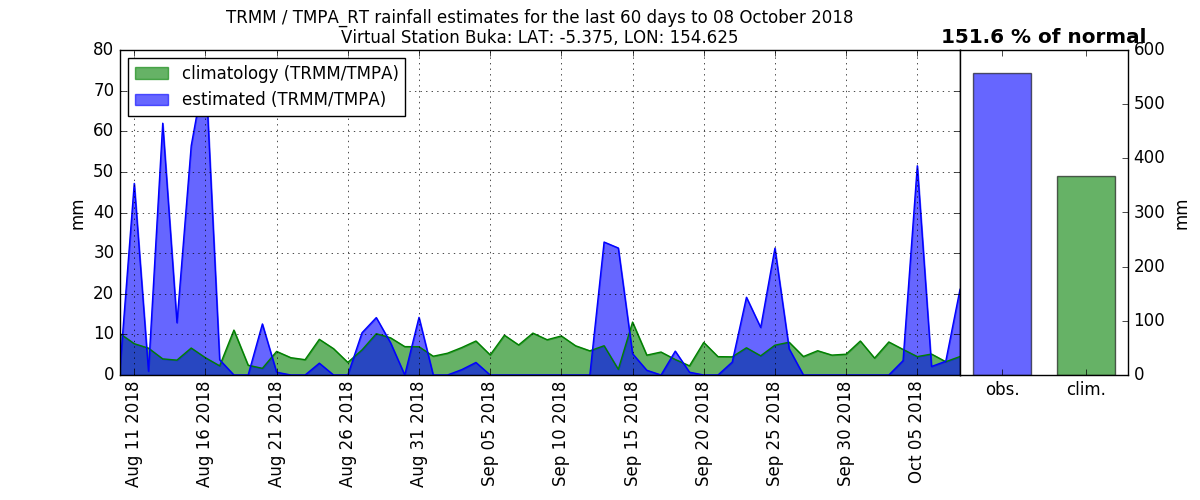 TRMM / TMPA_RT rainfall estimates for the last 60 days to 08 October 2018
Virtual Station Buka: LAT: -5.375, LON: 154.625
151.6 % of normal
climatology (TRMM/TMPA)
estimated (TRMM/TMPA)
mm
80
70
60
50
40
30
20
10
0
Aug 11 2018
Aug 16 2018
Aug 21 2018
Aug 26 2018
Aug 31 2018
Sep 05 2018
Sep 10 2018
Sep 15 2018
Sep 20 2018
Sep 25 2018
Sep 30 2018
Oct 05 2018
obs.
clim.
600
500
400
300
200
100
0
mm